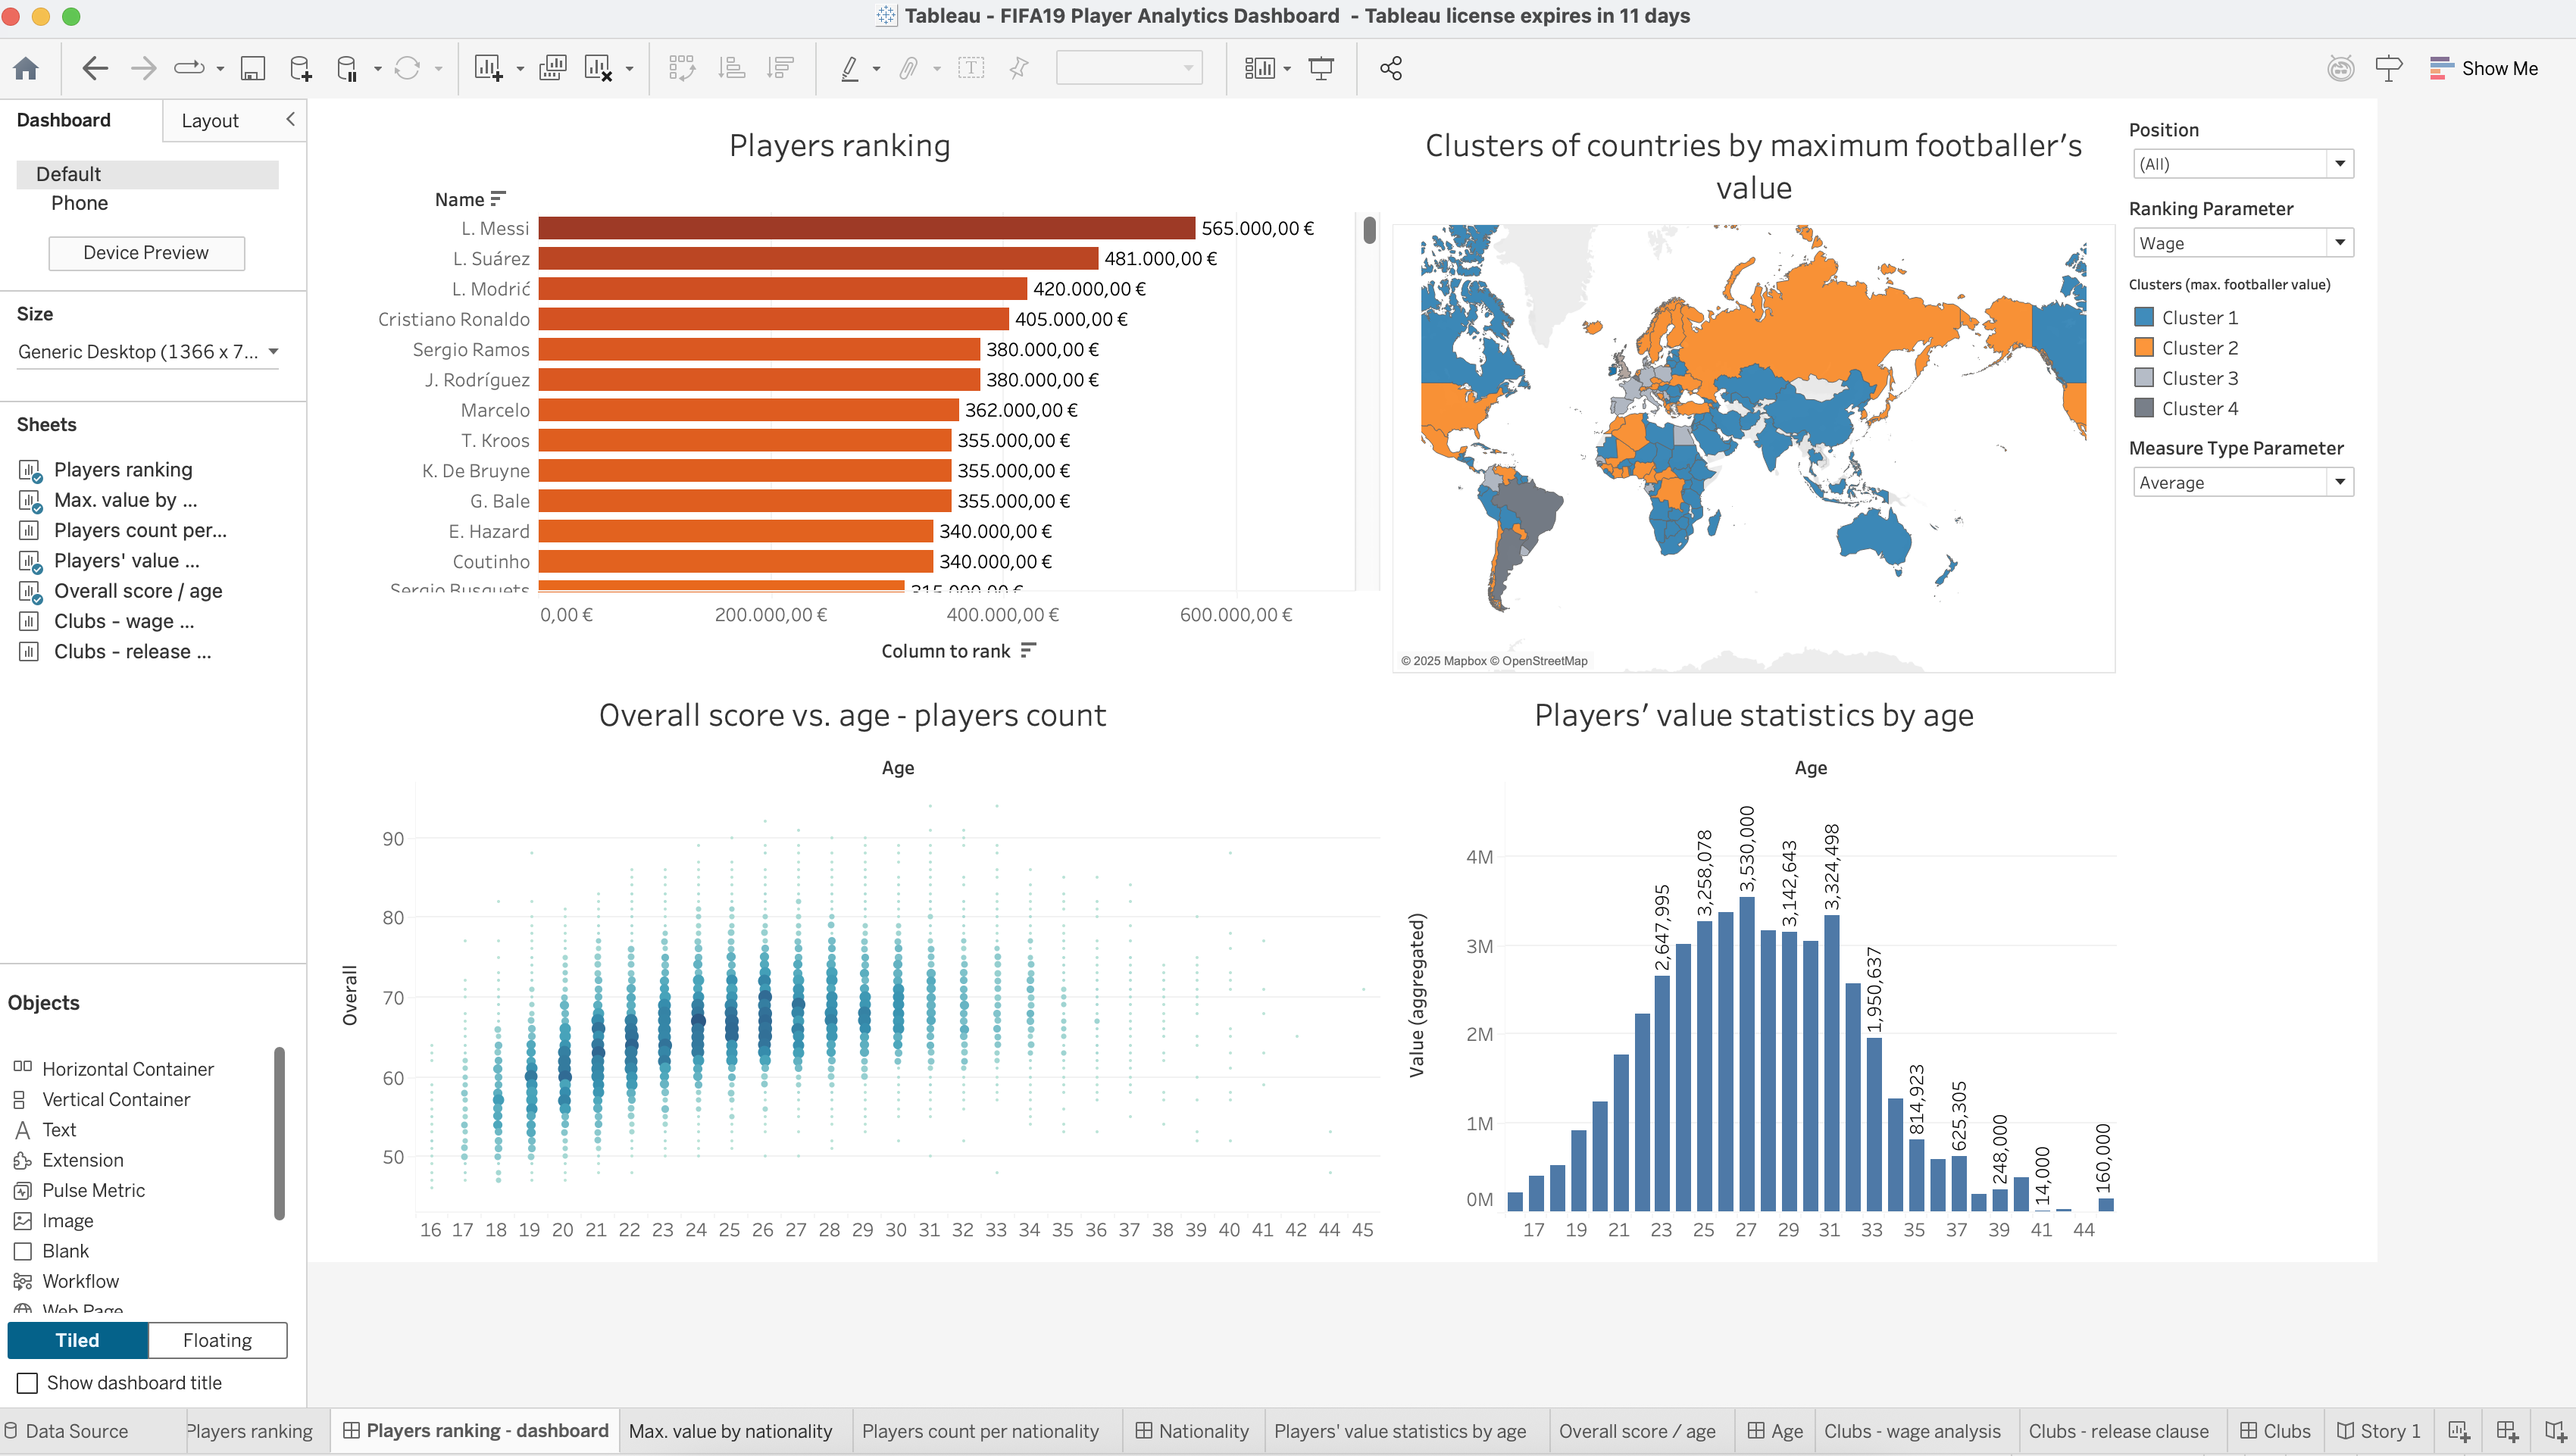 Tableau - FIFA19 Player Analytics Dashboard - Tableau license expires in 11 days
Show Me
Dashboard
Layout
Default
Phone
Device Preview
Size
Generic Desktop (1366 x 7...
Sheets
Players ranking
Max. value by ...
Players count per...
Players' value ...
Overall score / age
Clubs - wage ...
Clubs - release ...
Objects
Horizontal Container
Vertical Container
Text
Extension
Pulse Metric
Image
Blank
Workflow
Web Page
Tiled
Floating
Show dashboard title
Players ranking
Name
L. Messi 565.000,00 €
L. Suárez 481.000,00 €
L. Modrić 420.000,00 €
Cristiano Ronaldo 405.000,00 €
Sergio Ramos 380.000,00 €
J. Rodríguez 380.000,00 €
Marcelo 362.000,00 €
T. Kroos 355.000,00 €
K. De Bruyne 355.000,00 €
G. Bale 355.000,00 €
E. Hazard 340.000,00 €
Coutinho 340.000,00 €
Sergio Busquets 315.000,00 €
0,00 € 200.000,00 € 400.000,00 € 600.000,00 €
Column to rank
Clusters of countries by maximum footballer's
value
© 2025 Mapbox © OpenStreetMap
Position
(All)
Ranking Parameter
Wage
Clusters (max. footballer value)
Cluster 1
Cluster 2
Cluster 3
Cluster 4
Measure Type Parameter
Average
Overall score vs. age - players count
Age
Overall
90
80
70
60
50
16 17 18 19 20 21 22 23 24 25 26 27 28 29 30 31 32 33 34 35 36 37 38 39 40 41 42 44 45
Players' value statistics by age
Age
Value (aggregated)
4M
3M
2M
1M
0M
2,647,995
3,258,078
3,530,000
3,142,643
3,324,498
1,950,637
814,923
625,305
248,000
14,000
160,000
17 19 21 23 25 27 29 31 33 35 37 39 41 44
Data Source
Players ranking
Players ranking - dashboard
Max. value by nationality
Players count per nationality
Nationality
Players' value statistics by age
Overall score / age
Age
Clubs - wage analysis
Clubs - release clause
Clubs
Story 1